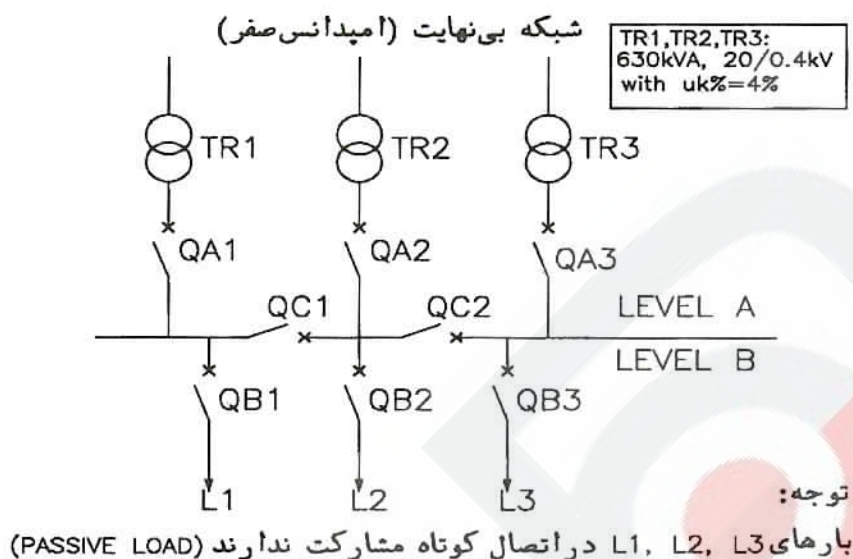 شبکه بی‌نهایت (امپدانس صفر)
TR1,TR2,TR3:
630kVA, 20/0.4kV
with uk%=4%
TR1
TR2
TR3
QA1
QA2
QA3
QC1
QC2
LEVEL A
LEVEL B
QB1
QB2
QB3
L1
L2
L3
توجه:
بارهای L1, L2, L3 در اتصال کوتاه مشارکت ندارند (PASSIVE LOAD)